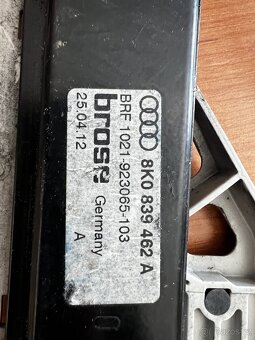 8K0 839 462 A
BRF 1021-923065-103
brose Germany
25.04.12 A